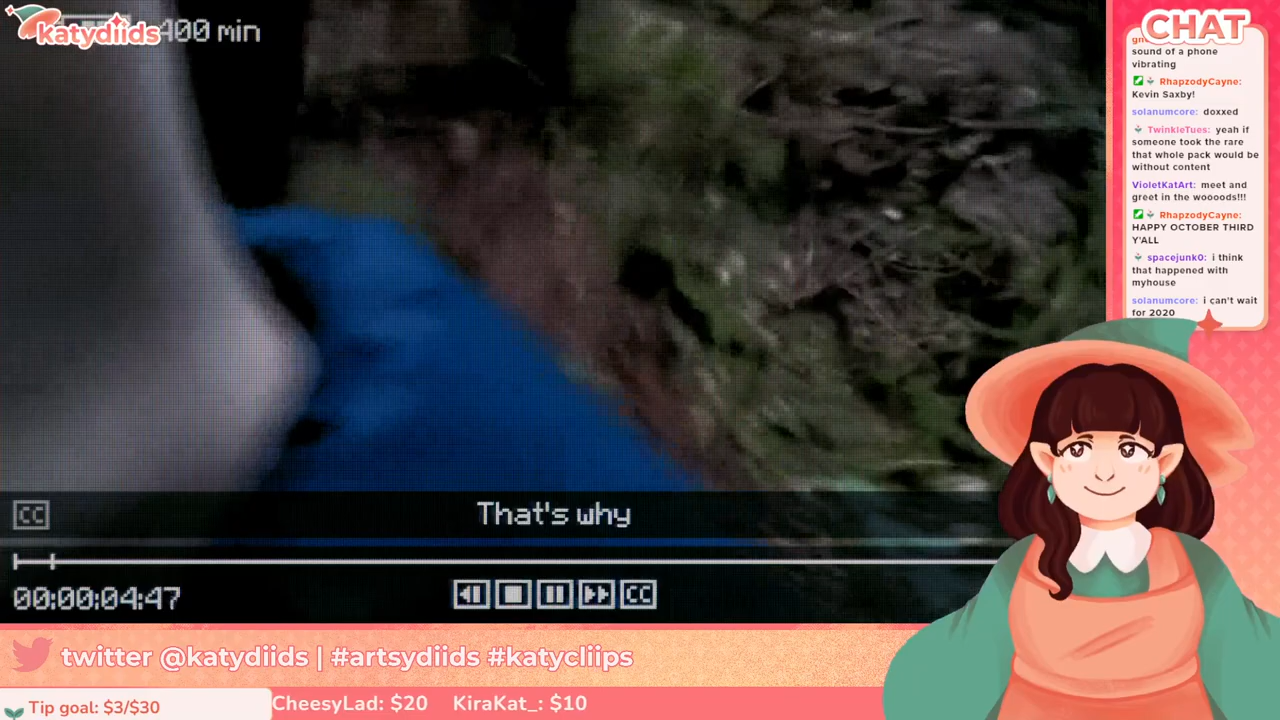 katydiids
400 min
CHAT
sound of a phone
vibrating
RhapzodyCayne:
Kevin Saxby!
solanumcore: doxxed
TwinkleTues: yeah if
someone took the rare
that whole pack would be
without content
VioletKatArt: meet and
greet in the woooods!!!
RhapzodyCayne:
HAPPY OCTOBER THIRD
Y'ALL
spacejunk0: i think
that happened with
myhouse
solanumcore: i can't wait
for 2020
CC
That's why
00:00:04:47
CC
twitter @katydiids | #artsydiids #katycliips
Tip goal: $3/$30
CheesyLad: $20 KiraKat_: $10